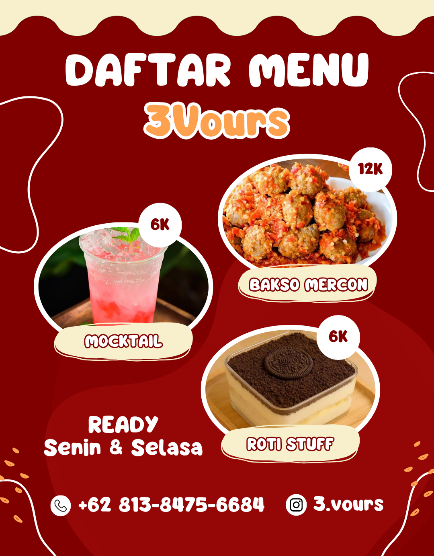 DAFTAR MENU
3Vours
12K
BAKSO MERCON
6K
MOCKTAIL
6K
ROTI STUFF
READY
Senin & Selasa
+62 813-8475-6684
3.vours